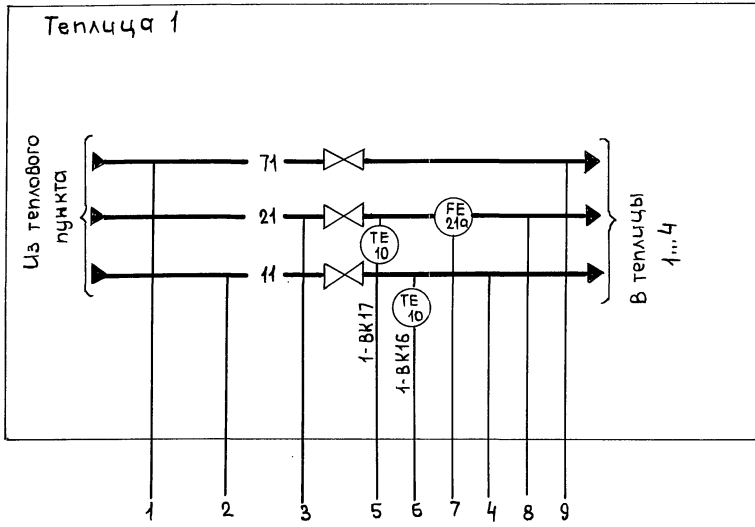 Теплица 1
Из теплового
пункта
71
21
11
FE
21а
TE
10
TE
10
1-ВК17
1-ВК16
В теплицы
1...4
1 2 3 5 6 7 4 8 9